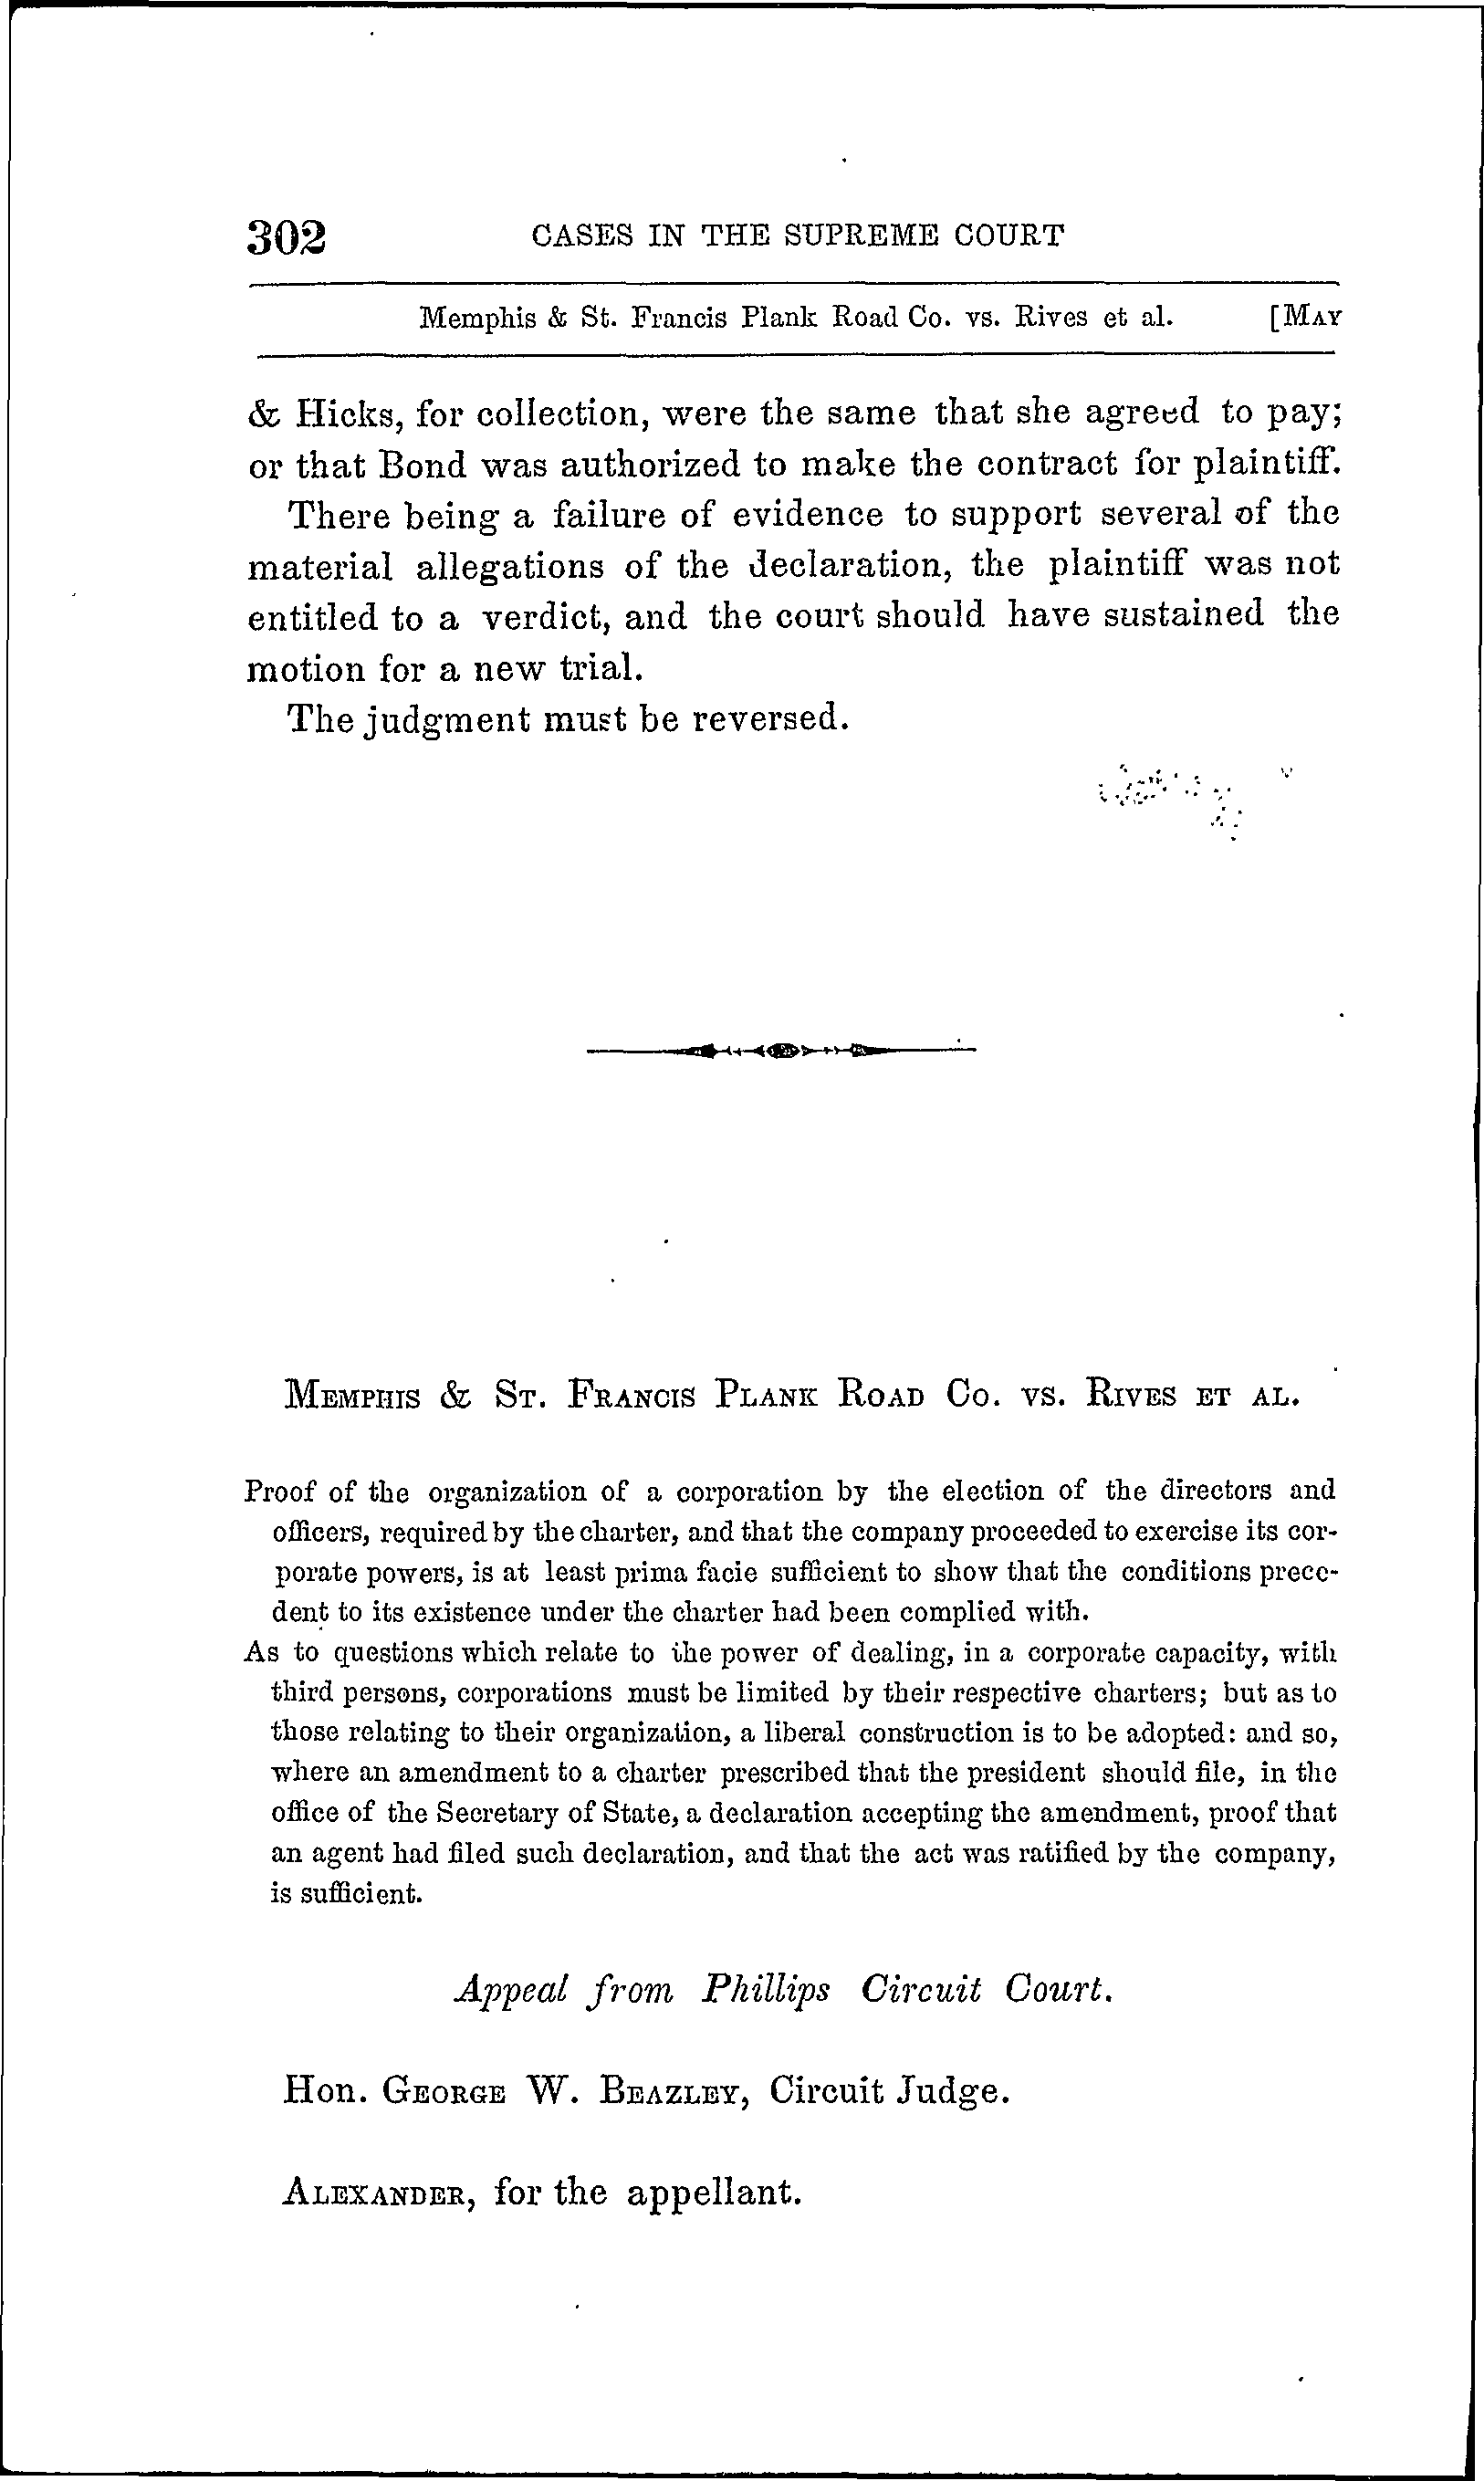 302 CASES IN THE SUPREME COURT
Memphis & St. Francis Plank Road Co. vs. Rives et al. [MAY
& Hicks, for collection, were the same that she agreed to pay;
or that Bond was authorized to make the contract for plaintiff.
There being a failure of evidence to support several of the
material allegations of the declaration, the plaintiff was not
entitled to a verdict, and the court should have sustained the
motion for a new trial.
The judgment must be reversed.
MEMPHIS & ST. FRANCIS PLANK ROAD CO. VS. RIVES ET AL.
Proof of the organization of a corporation by the election of the directors and
officers, required by the charter, and that the company proceeded to exercise its cor-
porate powers, is at least prima facie sufficient to show that the conditions prece-
dent to its existence under the charter had been complied with.
As to questions which relate to the power of dealing, in a corporate capacity, with
third persons, corporations must be limited by their respective charters; but as to
those relating to their organization, a liberal construction is to be adopted: and so,
where an amendment to a charter prescribed that the president should file, in the
office of the Secretary of State, a declaration accepting the amendment, proof that
an agent had filed such declaration, and that the act was ratified by the company,
is sufficient.
Appeal from Phillips Circuit Court.
Hon. GEORGE W. BEAZLEY, Circuit Judge.
ALEXANDER, for the appellant.